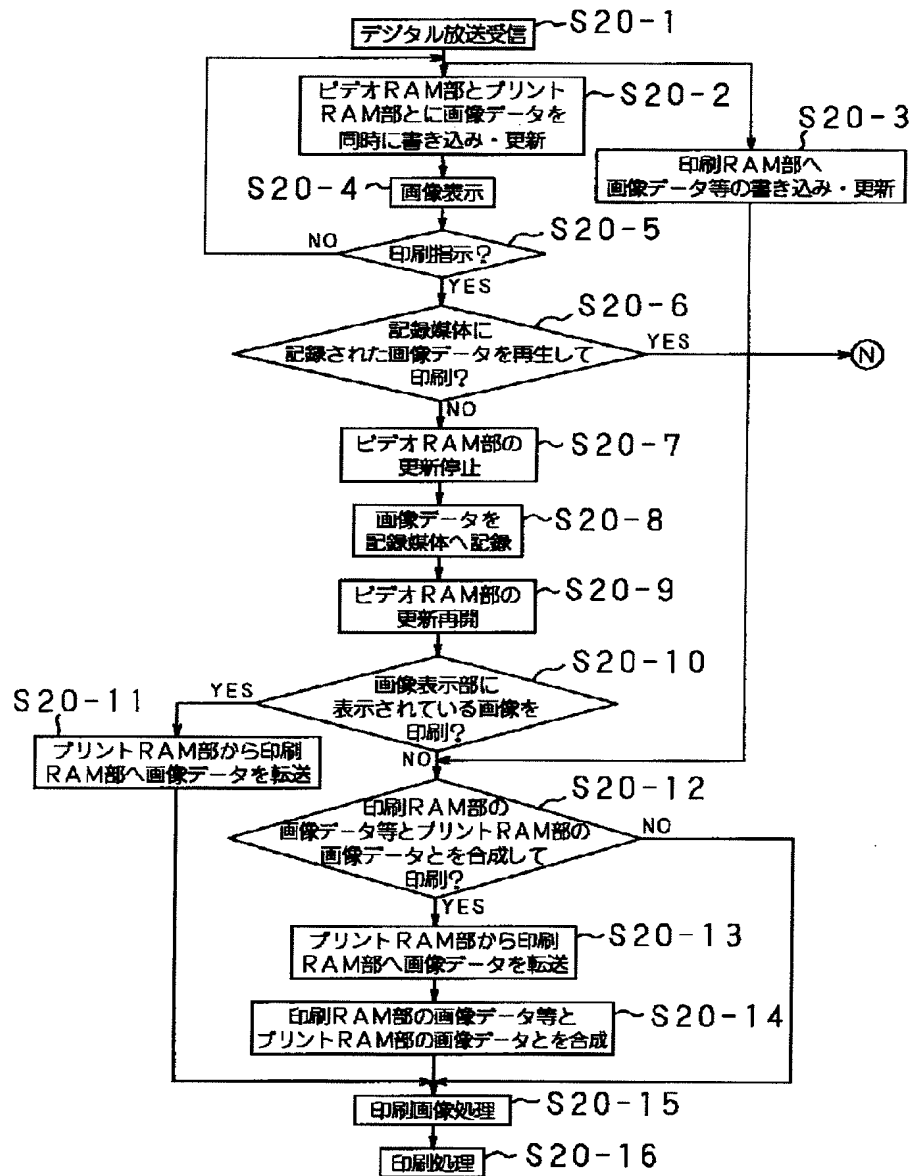 デジタル放送受信
S20-1
ビデオRAM部とプリント
RAM部とに画像データを
同時に書き込み・更新
S20-2
S20-3
印刷RAM部へ
画像データ等の書き込み・更新
S20-4
画像表示
S20-5
NO
印刷指示?
YES
S20-6
記録媒体に
記録された画像データを再生して
印刷?
YES
N
NO
ビデオRAM部の
更新停止
S20-7
画像データを
記録媒体へ記録
S20-8
ビデオRAM部の
更新再開
S20-9
S20-10
画像表示部に
表示されている画像を
印刷?
YES
S20-11
プリントRAM部から印刷
RAM部へ画像データを転送
NO
S20-12
印刷RAM部の
画像データ等とプリントRAM部の
画像データとを合成して
印刷?
NO
YES
プリントRAM部から印刷
RAM部へ画像データを転送
S20-13
印刷RAM部の画像データ等と
プリントRAM部の画像データとを合成
S20-14
印刷画像処理
S20-15
印刷処理
S20-16